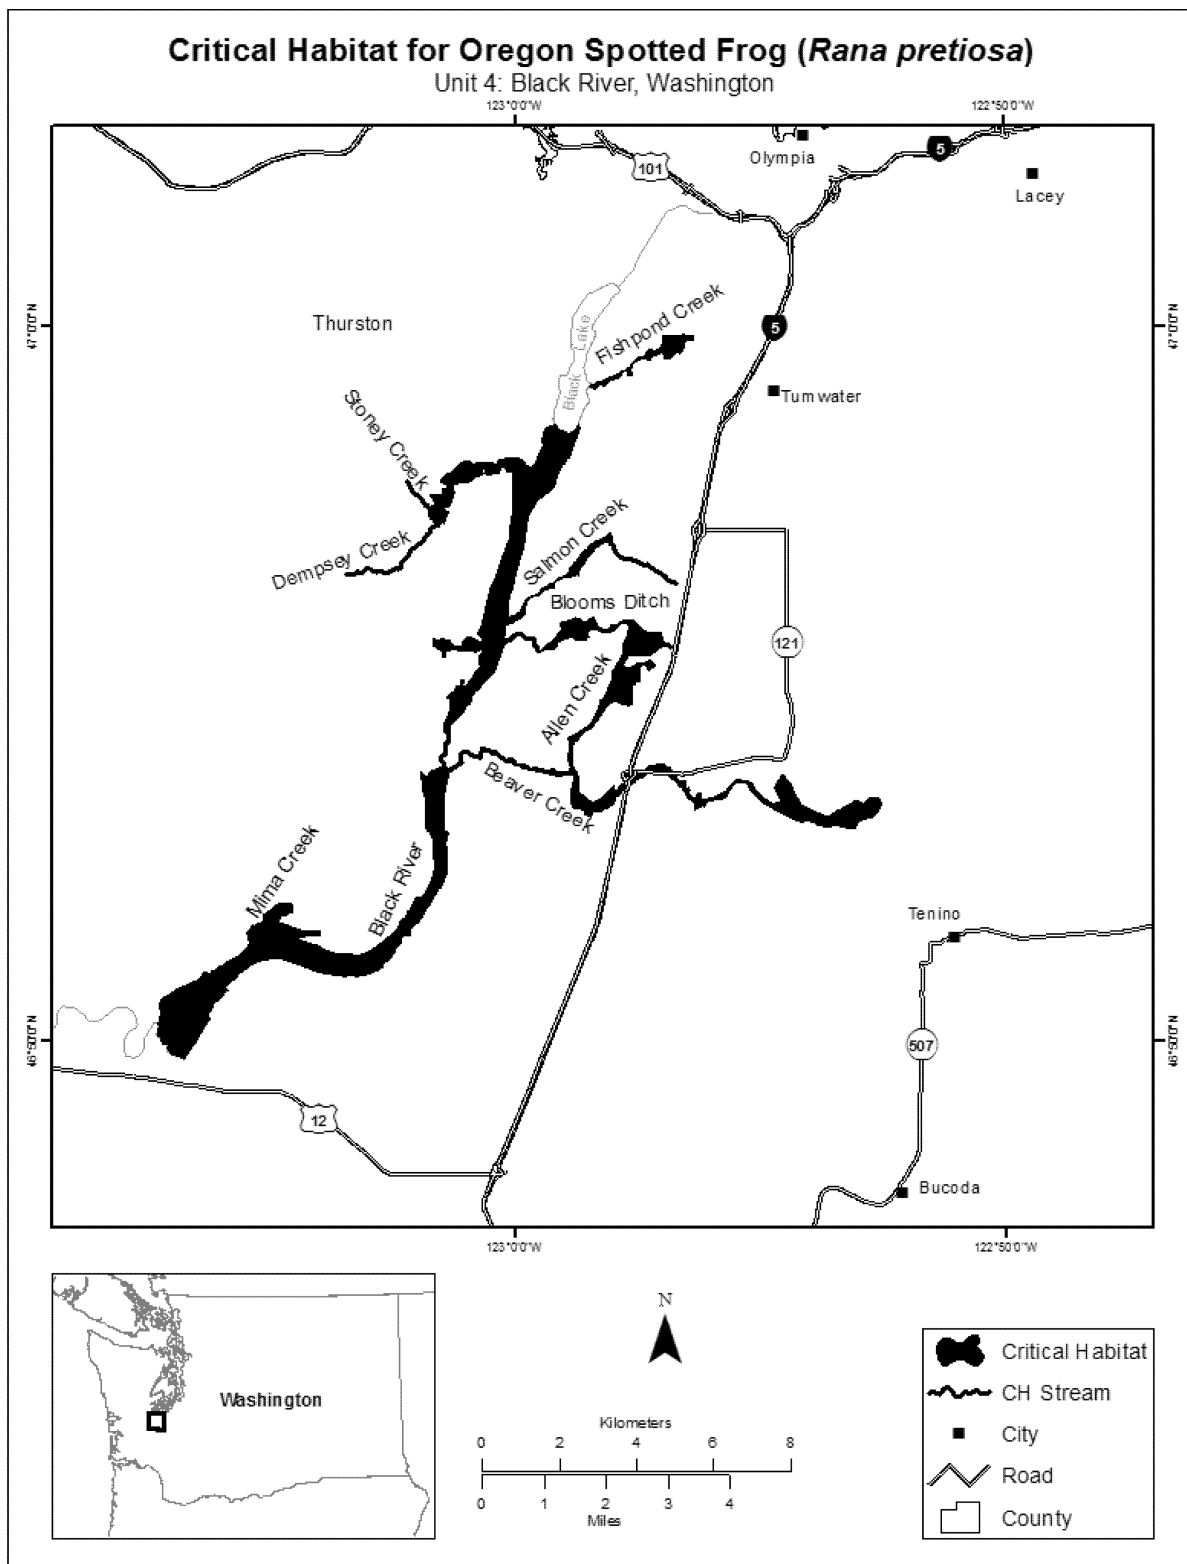 Critical Habitat for Oregon Spotted Frog (Rana pretiosa)
Unit 4: Black River, Washington
123°0'0"W
122°50'0"W
Olympia
5
101
Lacey
47°0'0"N
47°0'0"N
Thurston
Black Lake
Fishpond Creek
5
Tumwater
Stoney Creek
Dempsey Creek
Salmon Creek
Blooms Ditch
121
Allen Creek
Beaver Creek
Mima Creek
Black River
Tenino
46°50'0"N
46°50'0"N
507
12
Bucoda
123°0'0"W
122°50'0"W
Washington
N
Kilometers
0 2 4 6 8
0 1 2 3 4
Miles
Critical Habitat
CH Stream
City
Road
County